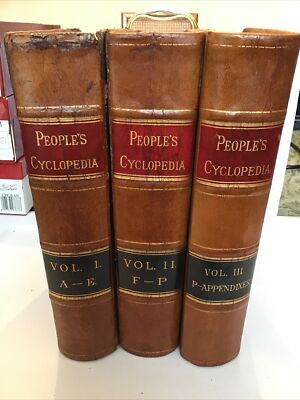 PEOPLE'S
CYCLOPEDIA
VOL. I.
A–E.
PEOPLE'S
CYCLOPEDIA
VOL. II.
F–P
PEOPLE'S
CYCLOPEDIA
VOL. III
P-APPENDIXES